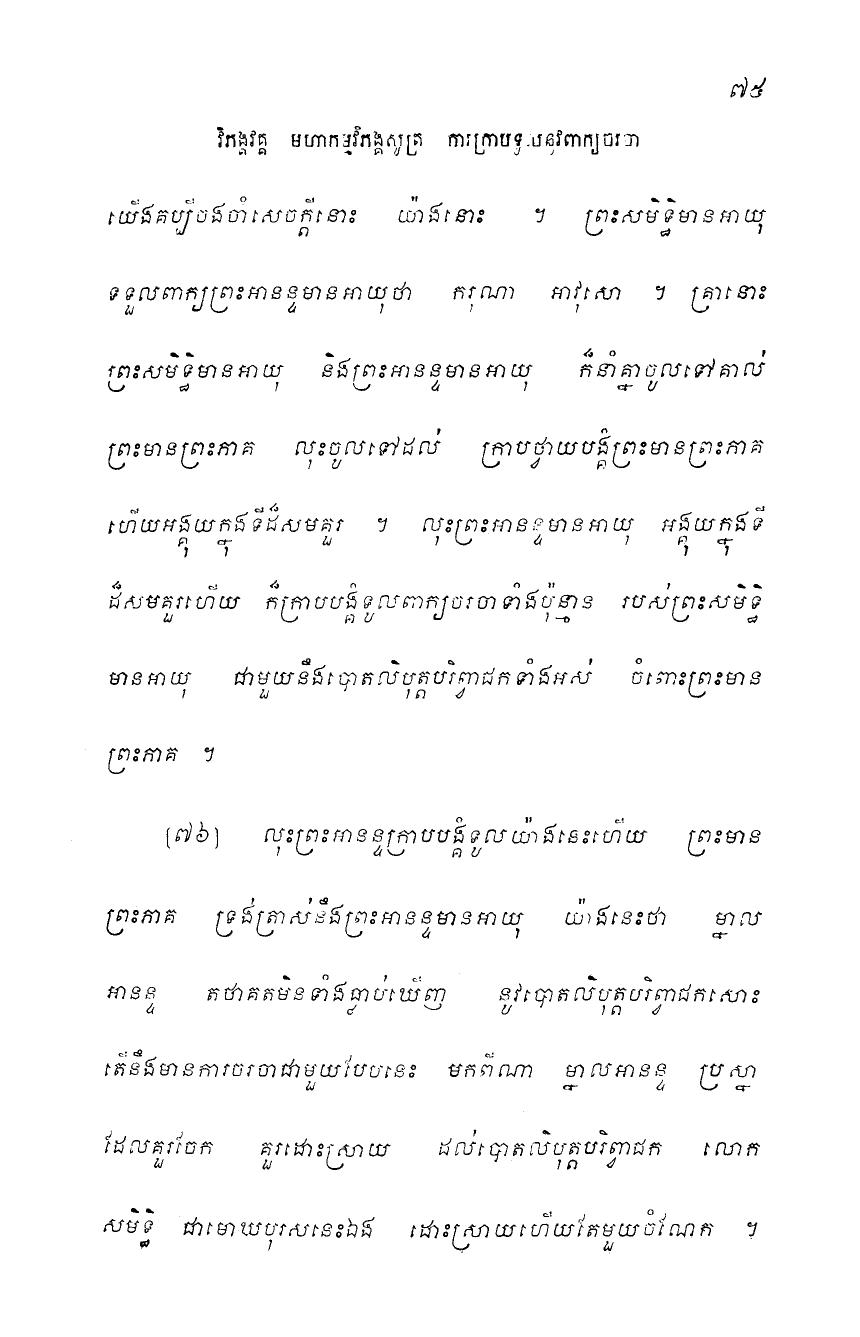 ៧៥
វិភង្គវគ្គ មហាកម្មវិភង្គសូត្រ ការក្រាបទូលនូវពាក្យចរចា
យើងគប្បីចងចាំសេចក្តីនោះ យ៉ាងនោះ ។ ព្រះសមិទ្ធិមានអាយុ
ទទួលពាក្យព្រះអានន្ទមានអាយុថា ករុណា អាវុសោ ។ គ្រានោះ
ព្រះសមិទ្ធិមានអាយុ និងព្រះអានន្ទមានអាយុ ក៏នាំគ្នាចូលទៅគាល់
ព្រះមានព្រះភាគ លុះចូលទៅដល់ ក្រាបថ្វាយបង្គំព្រះមានព្រះភាគ
ហើយអង្គុយក្នុងទីដ៏សមគួរ ។ លុះព្រះអានន្ទមានអាយុ អង្គុយក្នុងទី
ដ៏សមគួរហើយ ក៏ក្រាបបង្គំទូលពាក្យចរចាទាំងប៉ុន្មាន របស់ព្រះសមិទ្ធិ
មានអាយុ ជាមួយនឹងបោតលិបុត្តបរិព្វាជកទាំងអស់ ចំពោះព្រះមាន
ព្រះភាគ ។
[៧៦] លុះព្រះអានន្ទក្រាបបង្គំទូលយ៉ាងនេះហើយ ព្រះមាន
ព្រះភាគ ទ្រង់ត្រាស់នឹងព្រះអានន្ទមានអាយុ យ៉ាងនេះថា ម្នាល
អានន្ទ តថាគតមិនទាំងធ្លាប់ឃើញ នូវបោតលិបុត្តបរិព្វាជកសោះ
តើនឹងមានការចរចាជាមួយបែបនេះ មកពីណា ម្នាលអានន្ទ ប្រស្នា
ដែលគួរចែក គួរដោះស្រាយ ដល់បោតលិបុត្តបរិព្វាជក លោក
សមិទ្ធិ ជាមោឃបុរសនេះឯង ដោះស្រាយហើយតែមួយចំណែក ។